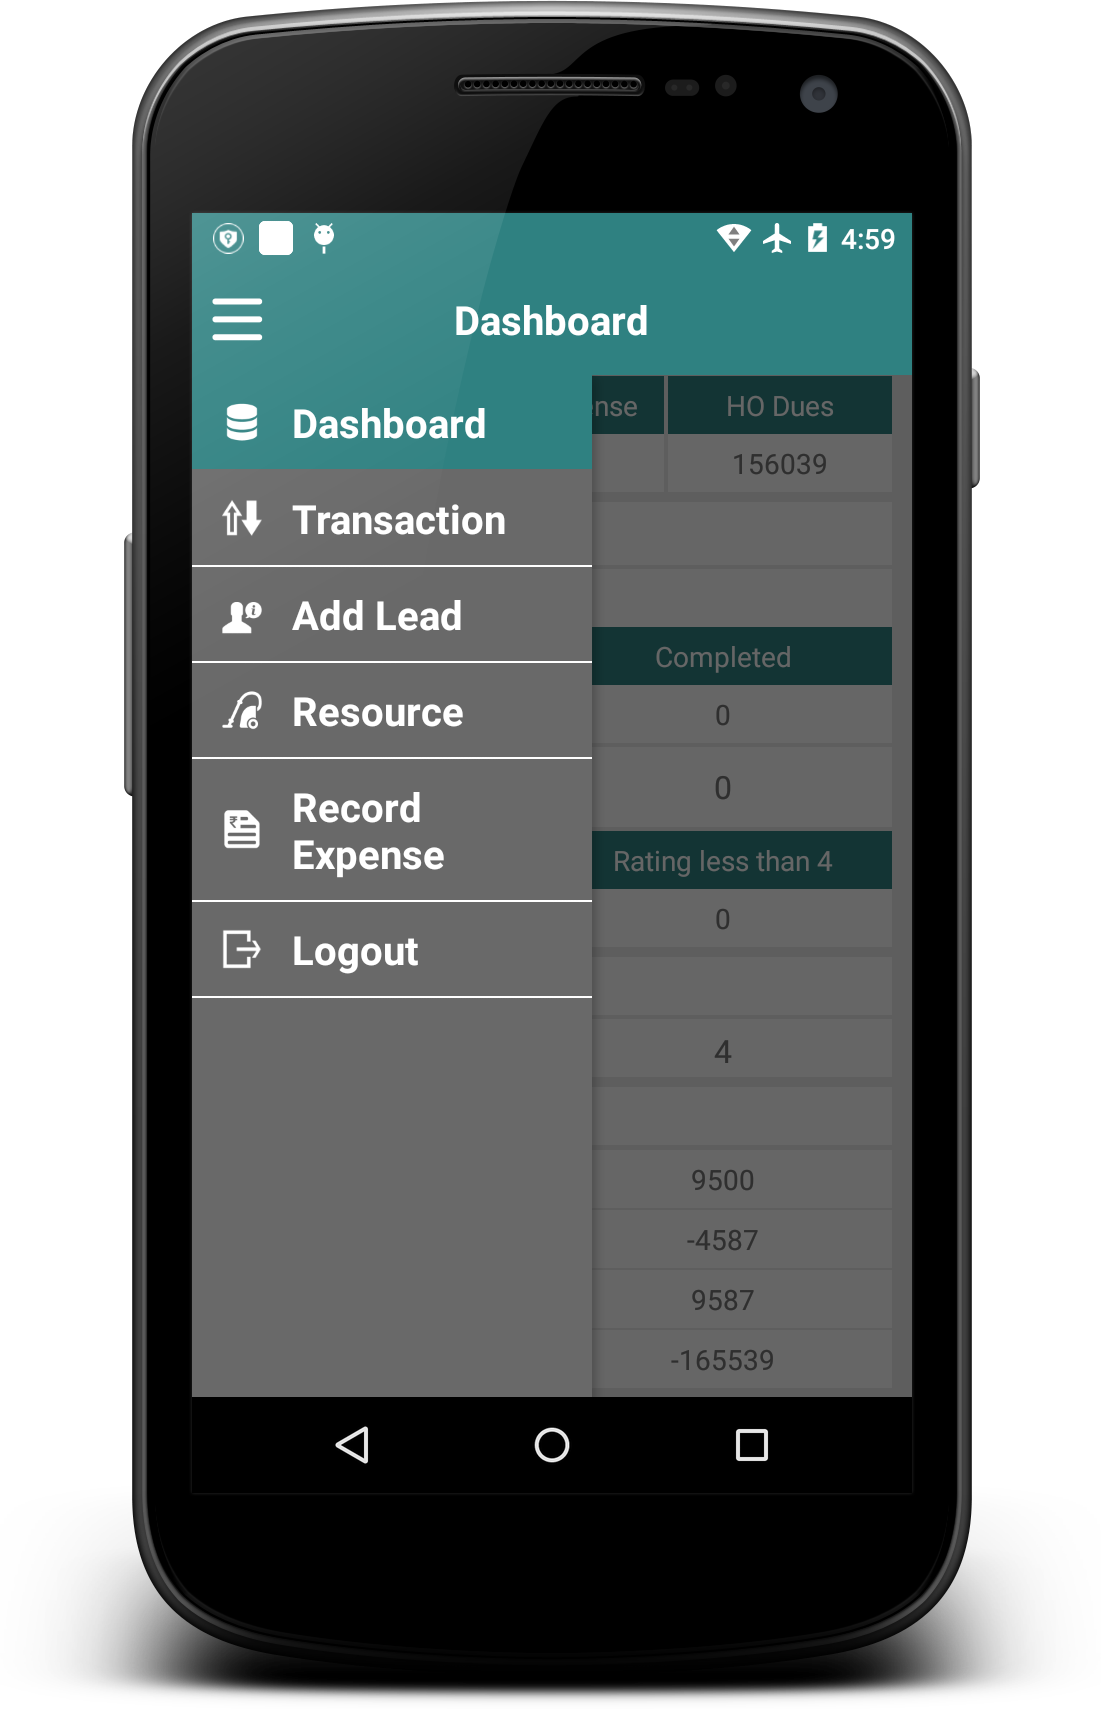 4:59
Dashboard
Dashboard
Transaction
Add Lead
Resource
Record
Expense
Logout
HO Dues
156039
Completed
0
0
Rating less than 4
0
4
9500
-4587
9587
-165539